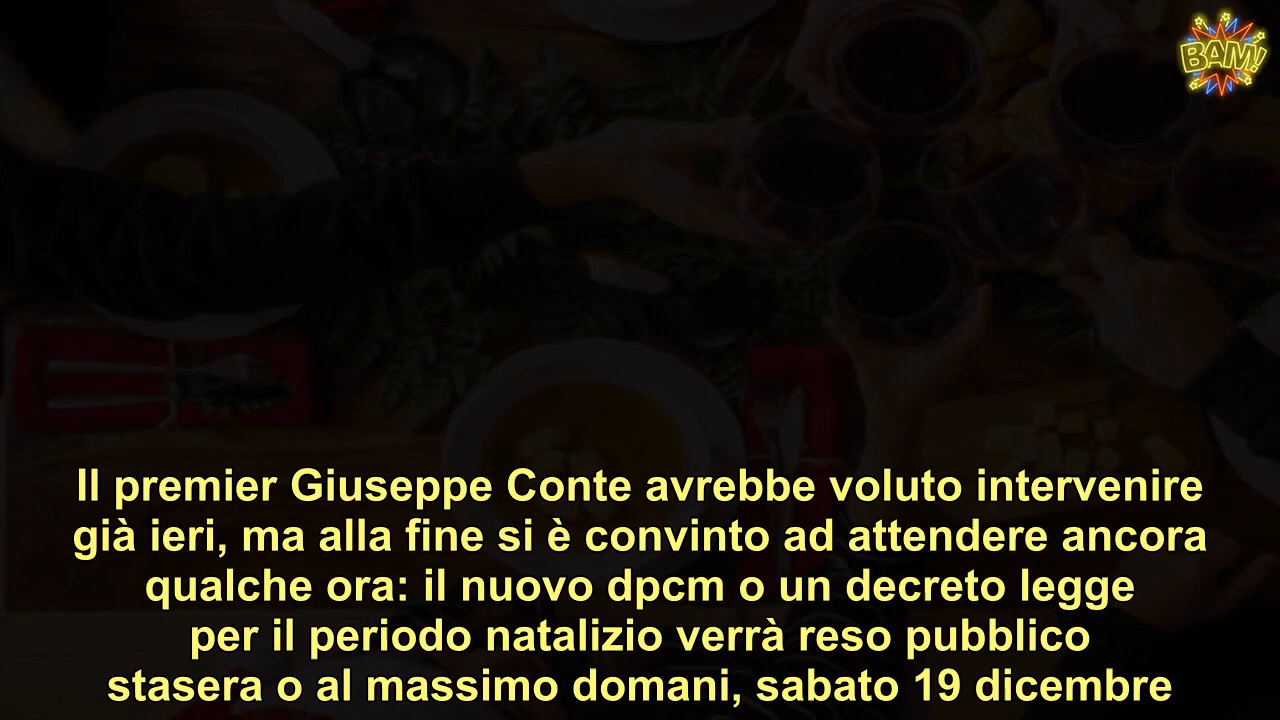 BAM!
Il premier Giuseppe Conte avrebbe voluto intervenire
già ieri, ma alla fine si è convinto ad attendere ancora
qualche ora: il nuovo dpcm o un decreto legge
per il periodo natalizio verrà reso pubblico
stasera o al massimo domani, sabato 19 dicembre